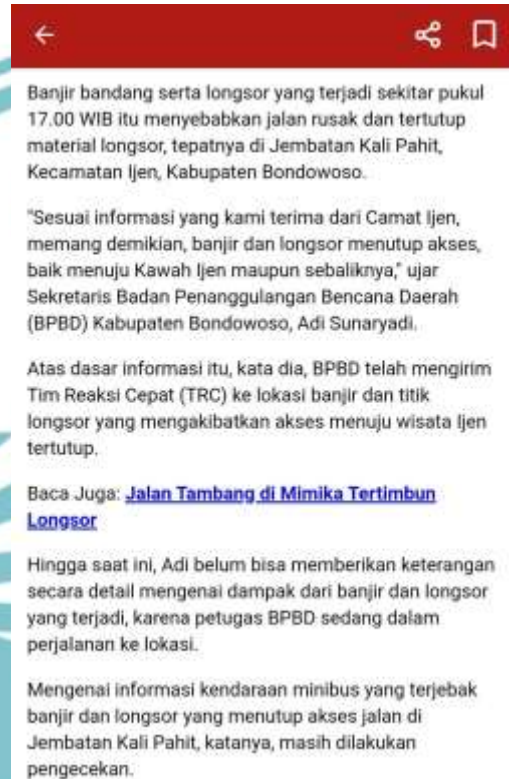 Banjir bandang serta longsor yang terjadi sekitar pukul
17.00 WIB itu menyebabkan jalan rusak dan tertutup
material longsor, tepatnya di Jembatan Kali Pahit,
Kecamatan Ijen, Kabupaten Bondowoso.
"Sesuai informasi yang kami terima dari Camat Ijen,
memang demikian, banjir dan longsor menutup akses,
baik menuju Kawah Ijen maupun sebaliknya," ujar
Sekretaris Badan Penanggulangan Bencana Daerah
(BPBD) Kabupaten Bondowoso, Adi Sunaryadi.
Atas dasar informasi itu, kata dia, BPBD telah mengirim
Tim Reaksi Cepat (TRC) ke lokasi banjir dan titik
longsor yang mengakibatkan akses menuju wisata Ijen
tertutup.
Baca Juga: Jalan Tambang di Mimika Tertimbun
Longsor
Hingga saat ini, Adi belum bisa memberikan keterangan
secara detail mengenai dampak dari banjir dan longsor
yang terjadi, karena petugas BPBD sedang dalam
perjalanan ke lokasi.
Mengenai informasi kendaraan minibus yang terjebak
banjir dan longsor yang menutup akses jalan di
Jembatan Kali Pahit, katanya, masih dilakukan
pengecekan.